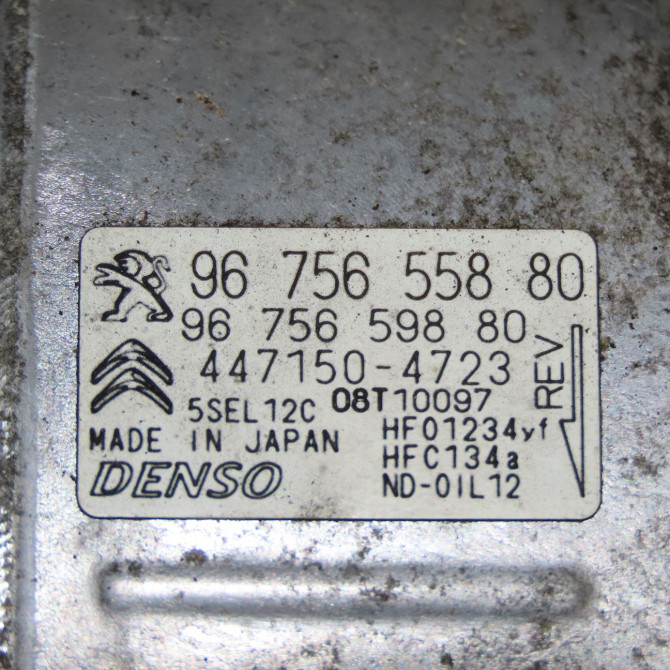 96 756 558 80
96 756 598 80
447150-4723
5SEL12C 08T10097
MADE IN JAPAN HFO1234yf
HFC134a
DENSO ND-OIL12
REV